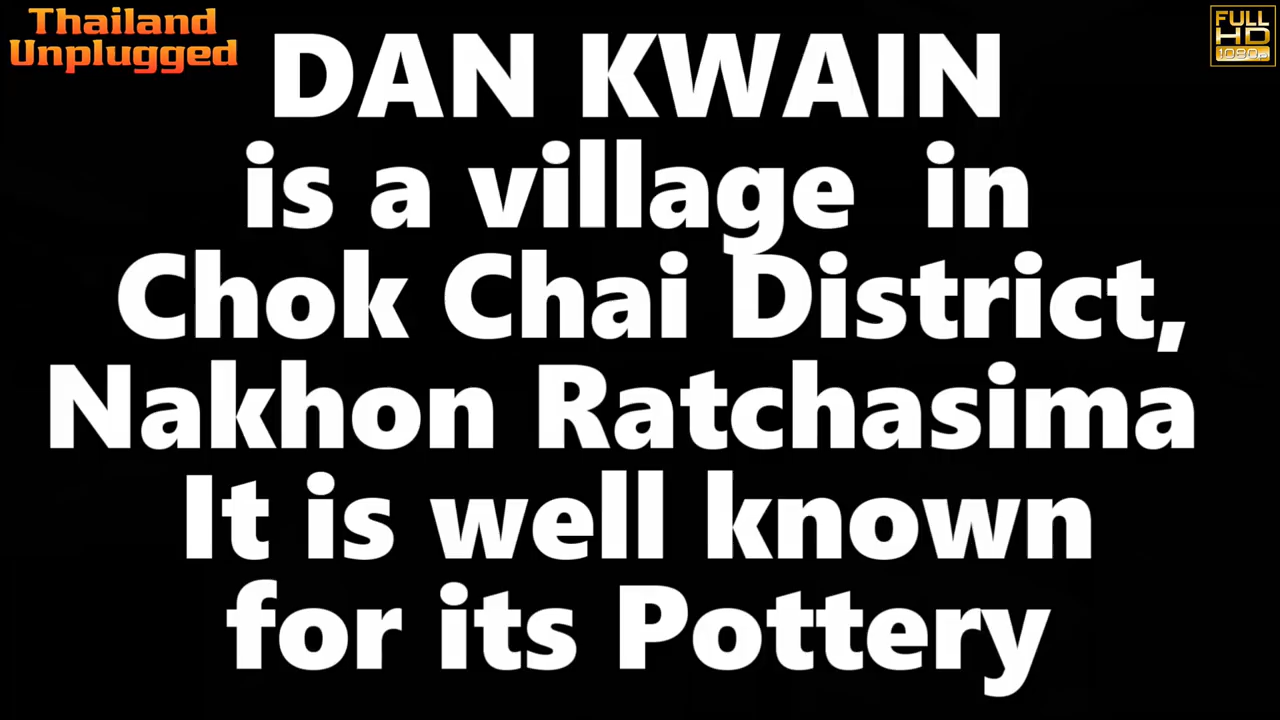 Thailand
Unplugged
FULL
HD
1080p
DAN KWAIN
is a village in
Chok Chai District,
Nakhon Ratchasima
It is well known
for its Pottery